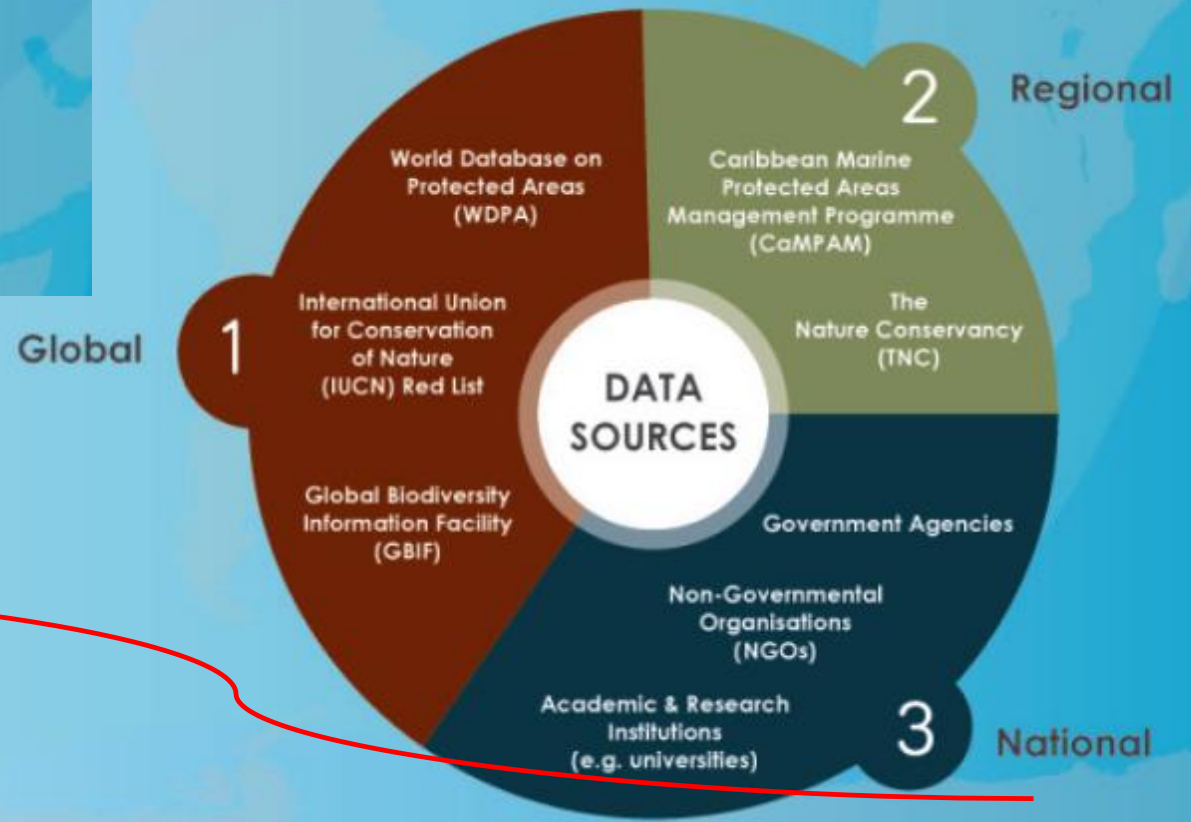 Global
1
World Database on
Protected Areas
(WDPA)
International Union
for Conservation
of Nature
(IUCN) Red List
Global Biodiversity
Information Facility
(GBIF)
2
Regional
Caribbean Marine
Protected Areas
Management Programme
(CaMPAM)
The
Nature Conservancy
(TNC)
DATA
SOURCES
Government Agencies
Non-Governmental
Organisations
(NGOs)
Academic & Research
Institutions
(e.g. universities)
3
National